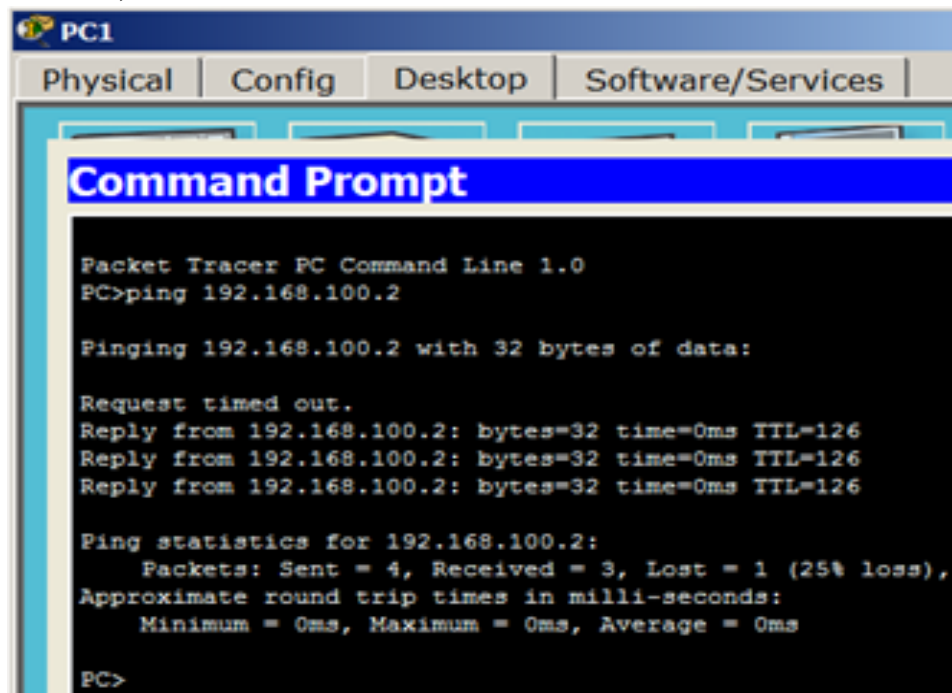 PC1
Physical Config Desktop Software/Services
Command Prompt
Packet Tracer PC Command Line 1.0
PC>ping 192.168.100.2
Pinging 192.168.100.2 with 32 bytes of data:
Request timed out.
Reply from 192.168.100.2: bytes=32 time=0ms TTL=126
Reply from 192.168.100.2: bytes=32 time=0ms TTL=126
Reply from 192.168.100.2: bytes=32 time=0ms TTL=126
Ping statistics for 192.168.100.2:
Packets: Sent = 4, Received = 3, Lost = 1 (25% loss),
Approximate round trip times in milli-seconds:
Minimum = 0ms, Maximum = 0ms, Average = 0ms
PC>